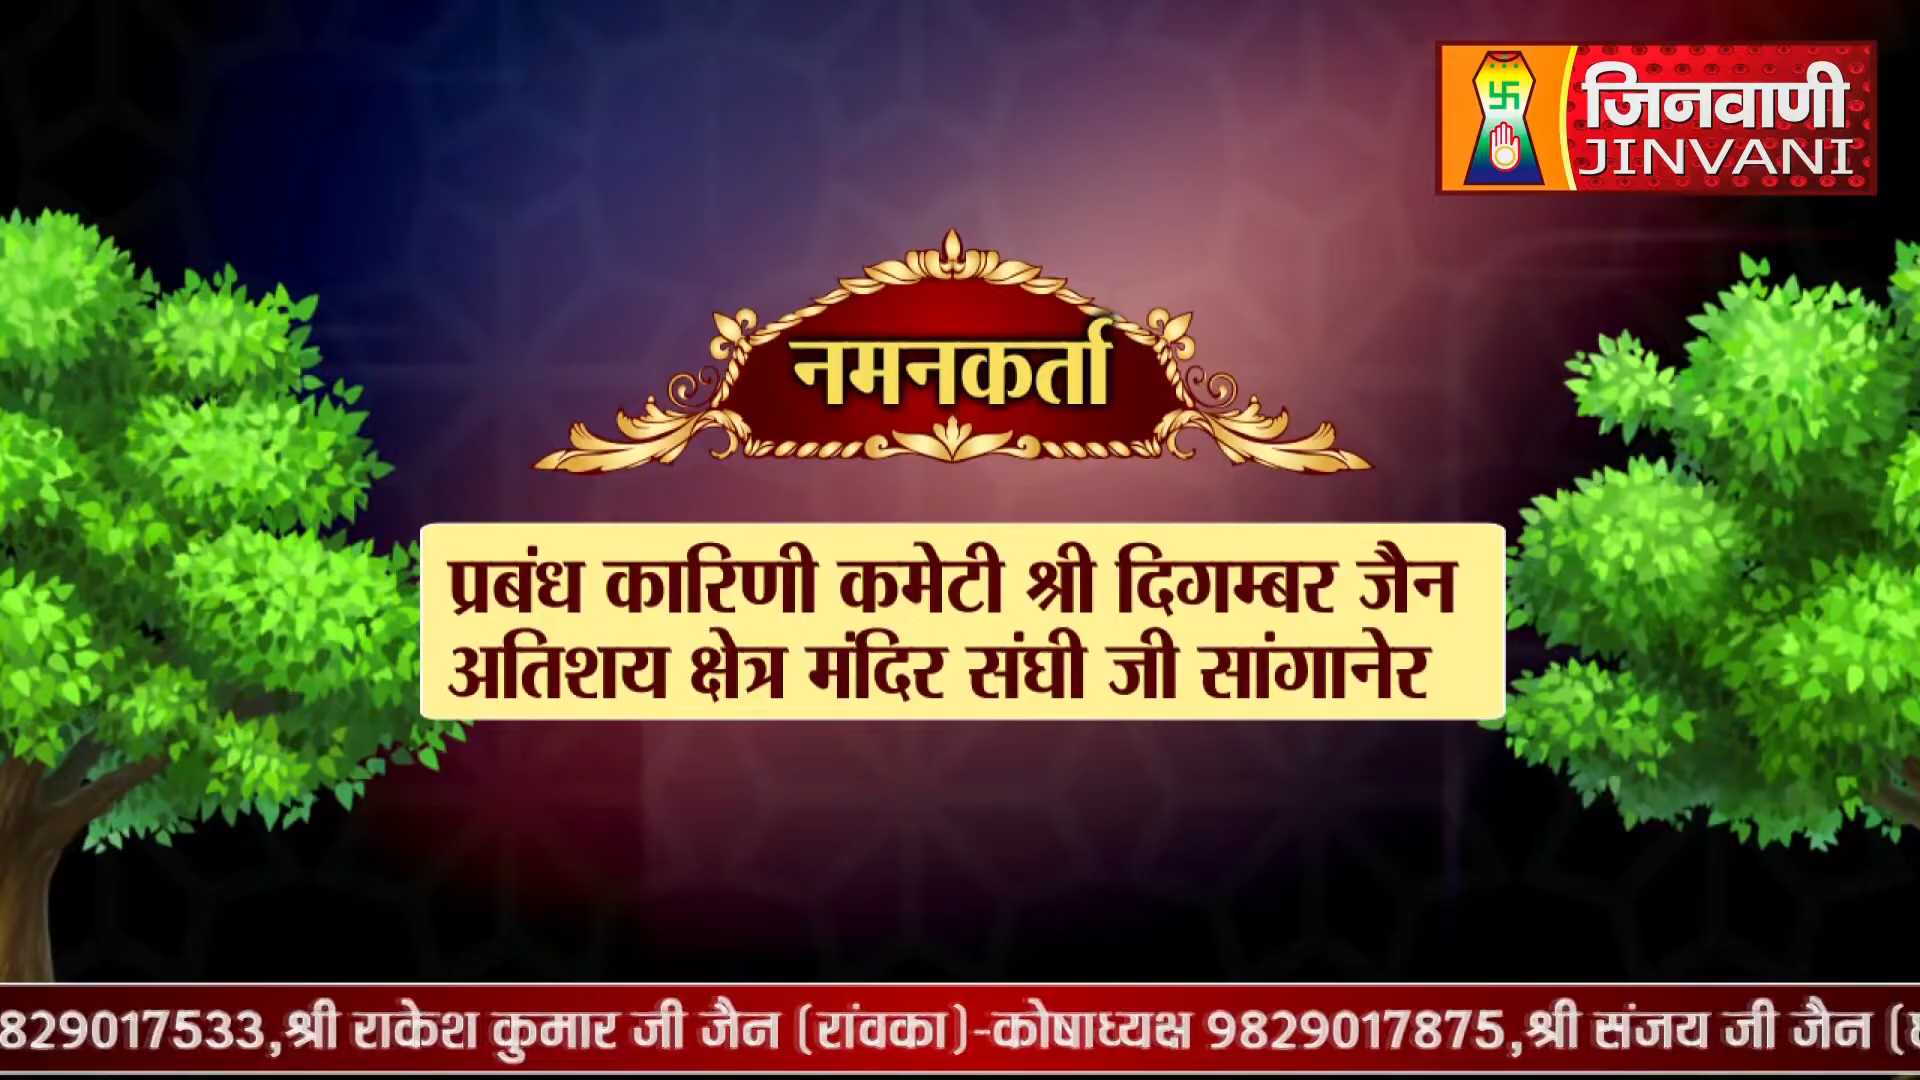 जिनवाणी
JINVANI
नमनकर्ता
प्रबंध कारिणी कमेटी श्री दिगम्बर जैन
अतिशय क्षेत्र मंदिर संघी जी सांगानेर
829017533,श्री राकेश कुमार जी जैन (रांवका)-कोषाध्यक्ष 9829017875,श्री संजय जी जैन (